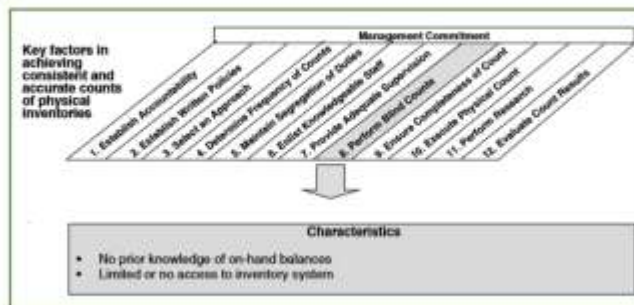 Management Commitment
Key factors in
achieving
consistent and
accurate counts
of physical
inventories
1. Establish Accountability
2. Establish Written Policies
3. Select an Approach
4. Determine Frequency of Counts
5. Maintain Segregation of Duties
6. Enlist Knowledgeable Staff
7. Provide Adequate Supervision
8. Perform Blind Counts
9. Ensure Completeness of Count
10. Execute Physical Count
11. Perform Research
12. Evaluate Count Results
Characteristics
• No prior knowledge of on-hand balances
• Limited or no access to inventory system